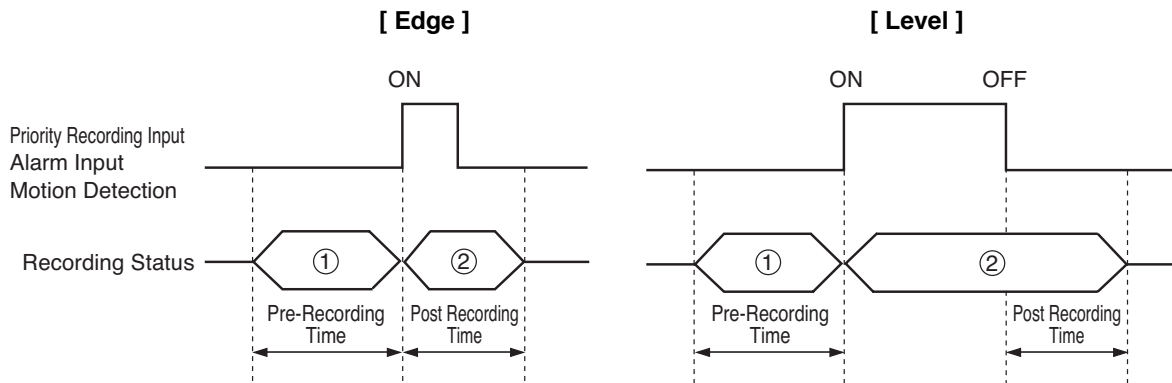 [ Edge ]
[ Level ]
ON
ON
OFF
Priority Recording Input
Alarm Input
Motion Detection
Recording Status
①
②
①
②
Pre-Recording
Time
Post Recording
Time
Pre-Recording
Time
Post Recording
Time